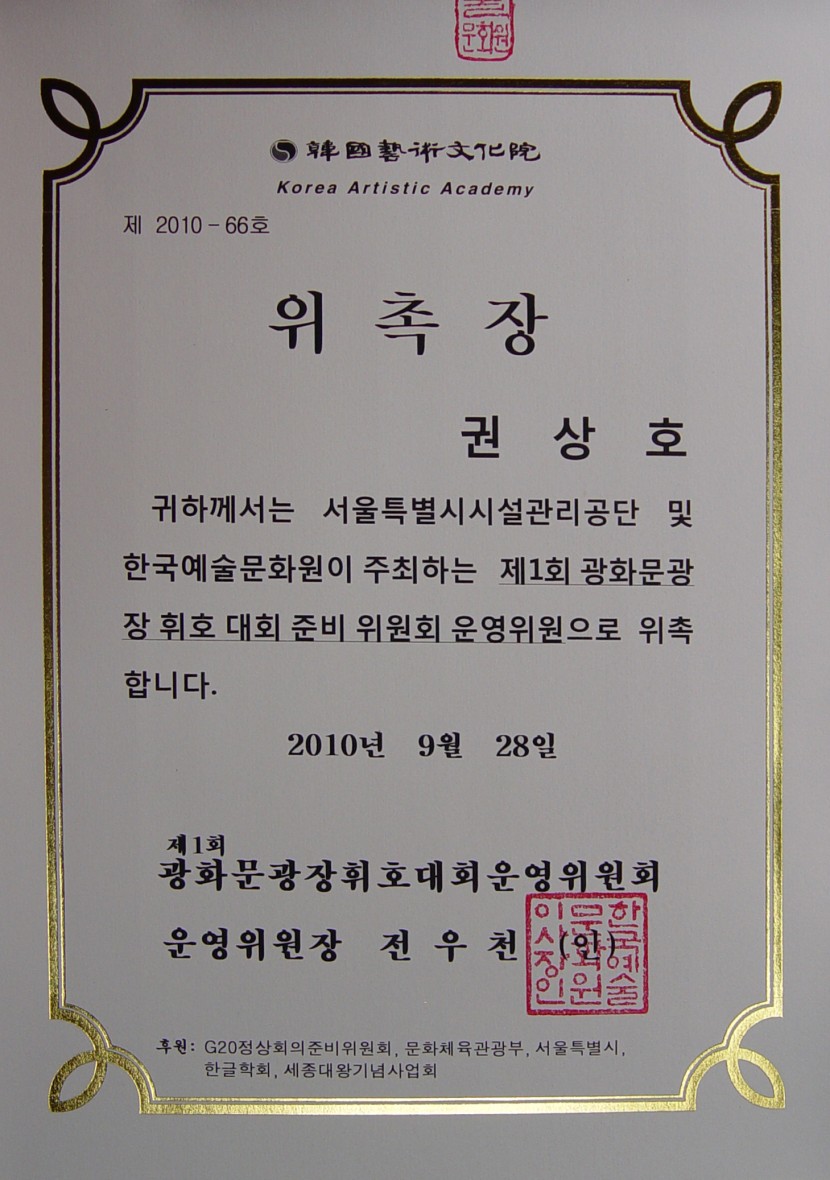 문화원
韓國藝術文化院
Korea Artistic Academy
제 2010-66호
위 촉 장
권 상 호
귀하께서는 서울특별시시설관리공단 및
한국예술문화원이 주최하는 제1회 광화문광
장 휘호 대회 준비 위원회 운영위원으로 위촉
합니다.
2010년 9월 28일
제1회
광화문광장휘호대회운영위원회
운영위원장 전 우 천 (인)
한국예술
문화원
이사장인
후원: G20정상회의준비위원회, 문화체육관광부, 서울특별시,
한글학회, 세종대왕기념사업회